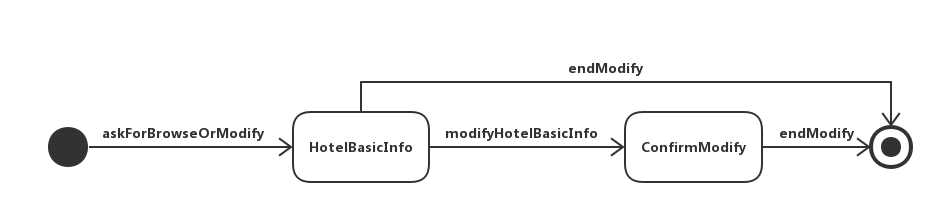 endModify
askForBrowseOrModify
HotelBasicInfo
modifyHotelBasicInfo
ConfirmModify
endModify